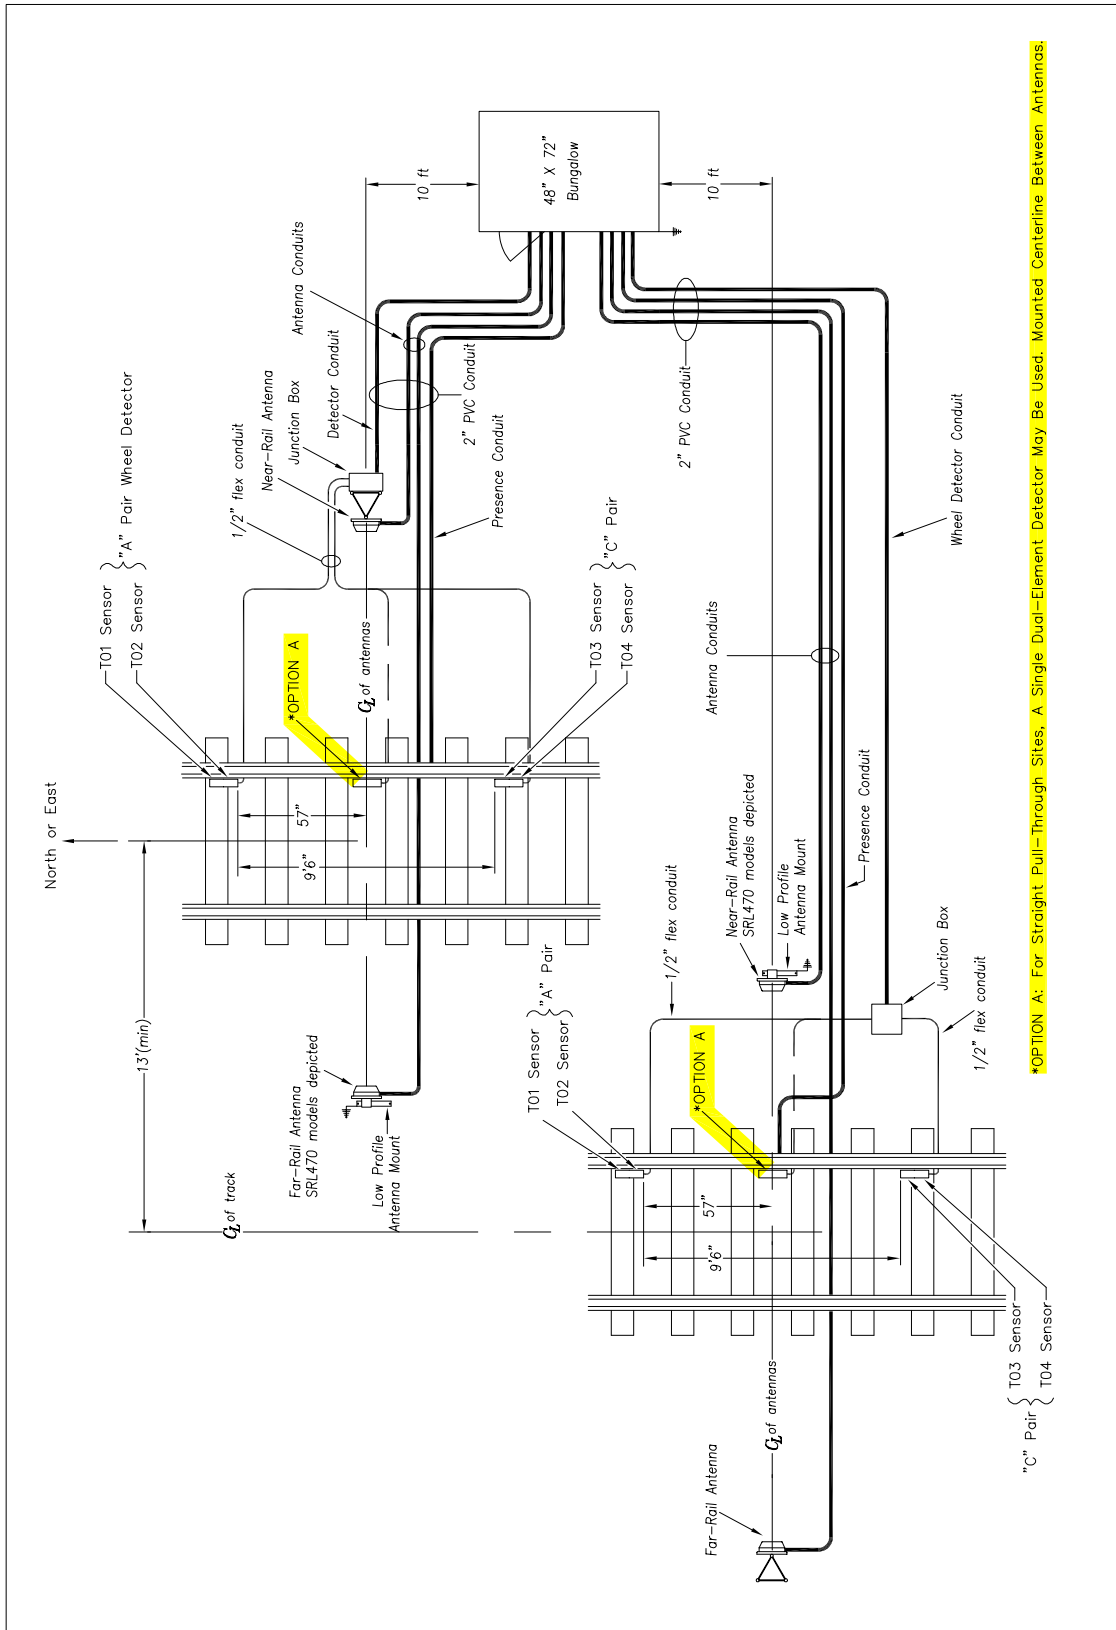 North or East
T01 Sensor
T02 Sensor
"A" Pair Wheel Detector
1/2" flex conduit
Near-Rail Antenna
Junction Box
Detector Conduit
Antenna Conduits
10 ft
48" X 72"
Bungalow
10 ft
2" PVC Conduit
Presence Conduit
2" PVC Conduit
*OPTION A
CL of antennas
T03 Sensor
T04 Sensor
"C" Pair
57"
9'6"
13'(min)
Far-Rail Antenna
SRL470 models depicted
Low Profile
Antenna Mount
CL of track
Antenna Conduits
Wheel Detector Conduit
Near-Rail Antenna
SRL470 models depicted
Low Profile
Antenna Mount
Presence Conduit
1/2" flex conduit
T01 Sensor
T02 Sensor
"A" Pair
*OPTION A
Junction Box
1/2" flex conduit
57"
9'6"
T03 Sensor
T04 Sensor
"C" Pair
CL of antennas
Far-Rail Antenna
*OPTION A: For Straight Pull-Through Sites, A Single Dual-Element Detector May Be Used. Mounted Centerline Between Antennas.